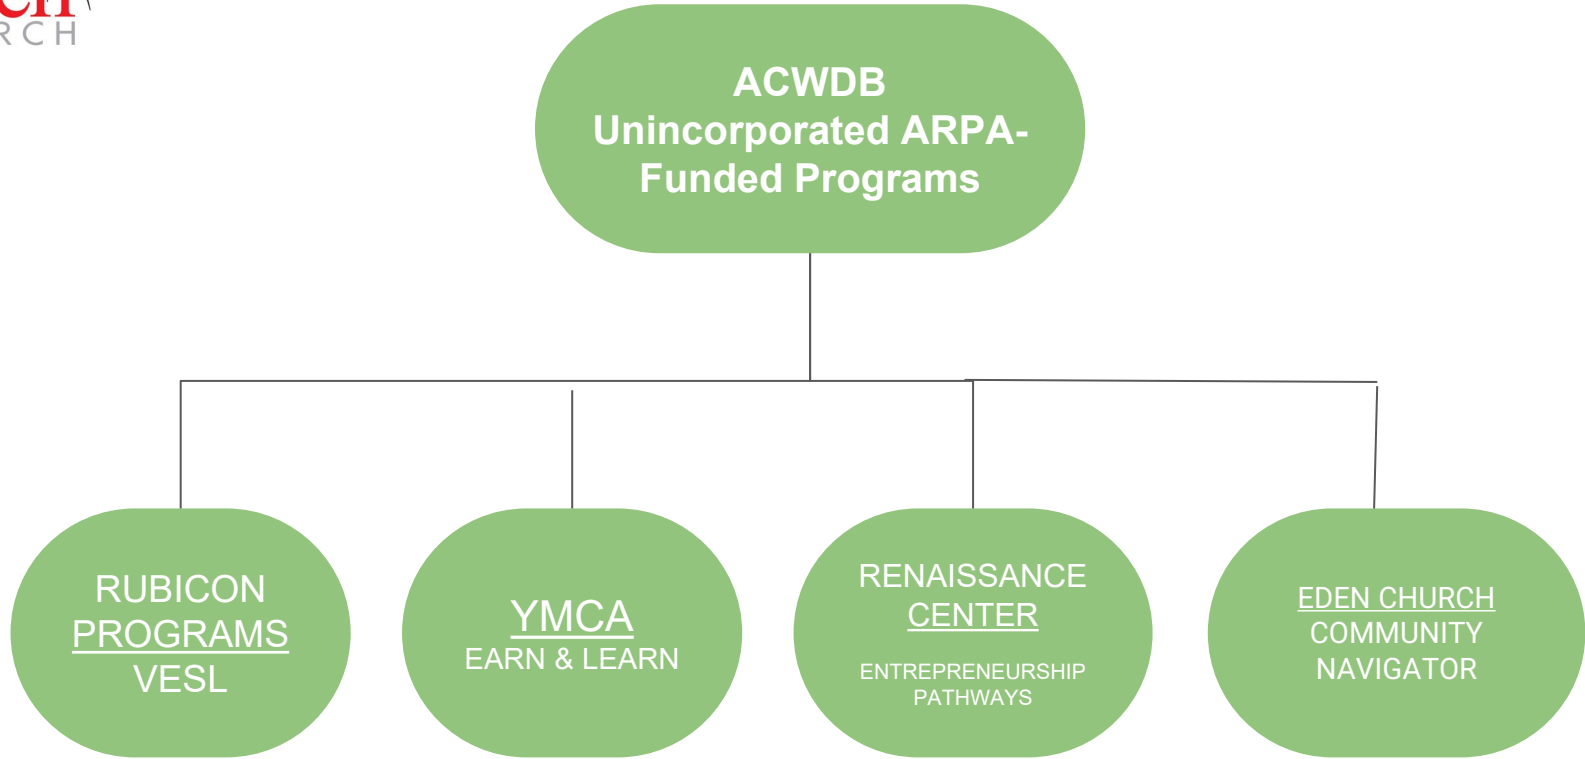 RCH
ACWDB
Unincorporated ARPA-
Funded Programs
RUBICON
PROGRAMS
VESL
YMCA
EARN & LEARN
RENAISSANCE
CENTER
ENTREPRENEURSHIP
PATHWAYS
EDEN CHURCH
COMMUNITY
NAVIGATOR